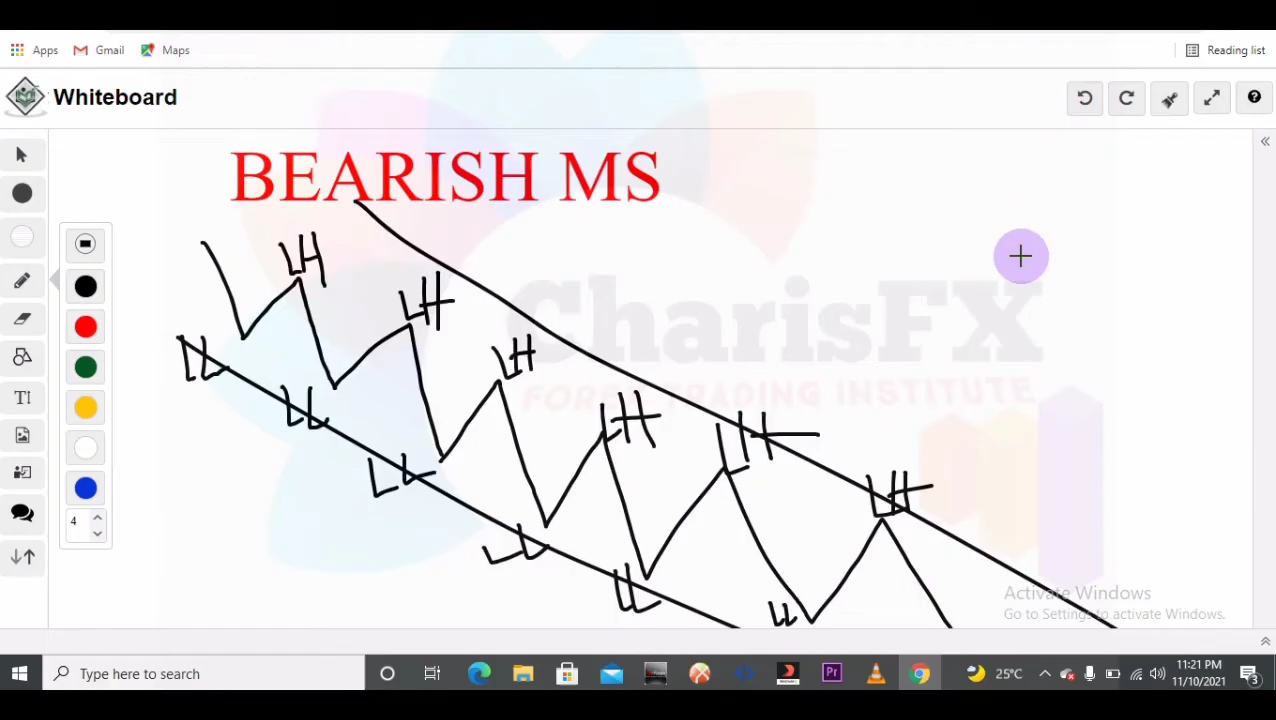 Apps Gmail Maps Reading list
Whiteboard
BEARISH MS
LH
LH
LL
LH
LL
LH
LH
LL
LH
LL
LL
LL
CharisFX
FOREX TRADING INSTITUTE
4
Activate Windows
Go to Settings to activate Windows.
Type here to search
Pr
25°C
11:21 PM
11/10/2021
3